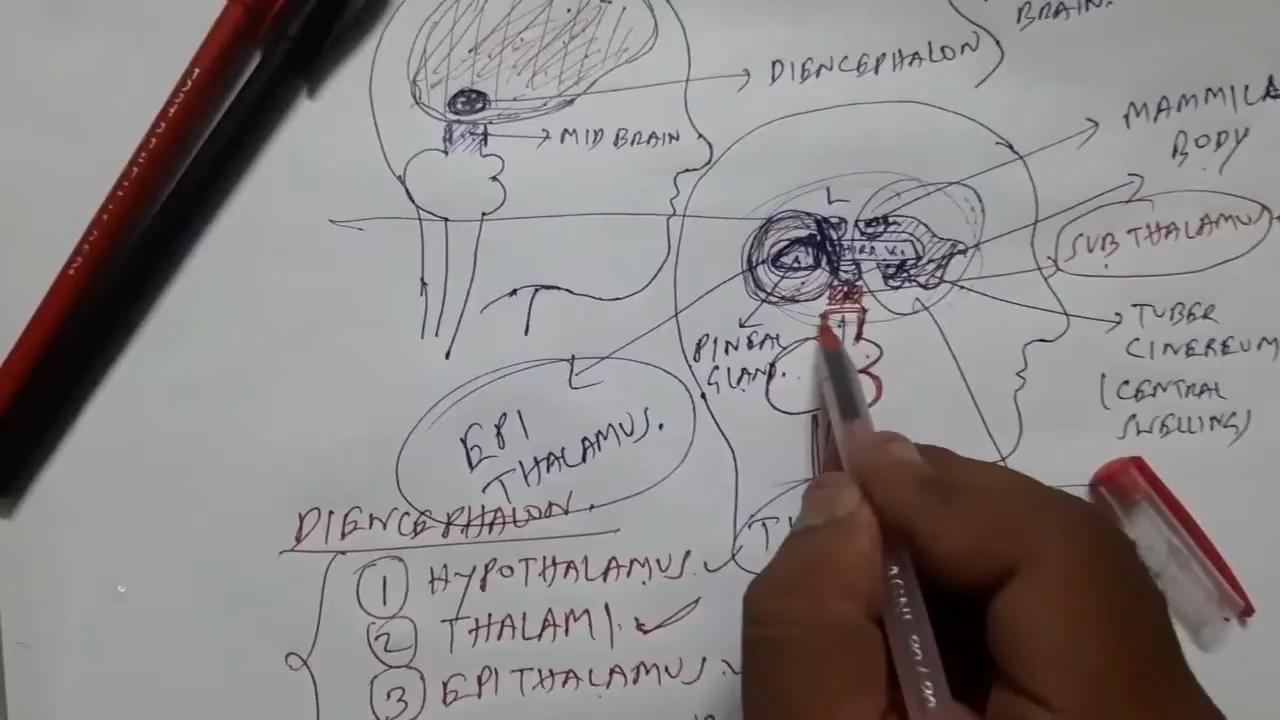 BRAIN.
DIENCEPHALON
MID BRAIN
MAMMILA
BODY
SUB THALAMUS
TUBER
CINEREUM
(CENTRAL
SWELLING)
PINEAL
GLAND.
EPI
THALAMUS.
DIENCEPHALON.
1 HYPOTHALAMUS.
2 THALAMI.
3 EPITHALAMUS.